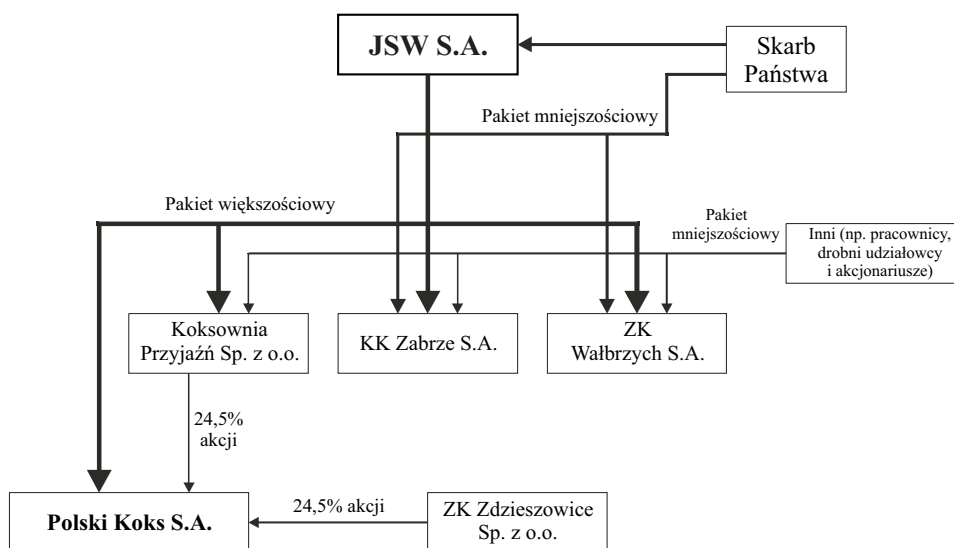 JSW S.A.
Skarb
Państwa
Pakiet mniejszościowy
Pakiet większościowy
Pakiet
mniejszościowy
Inni (np. pracownicy,
drobni udziałowcy
i akcjonariusze)
Koksownia
Przyjaźń Sp. z o.o.
KK Zabrze S.A.
ZK
Wałbrzych S.A.
24,5%
akcji
Polski Koks S.A.
24,5% akcji
ZK Zdzieszowice
Sp. z o.o.